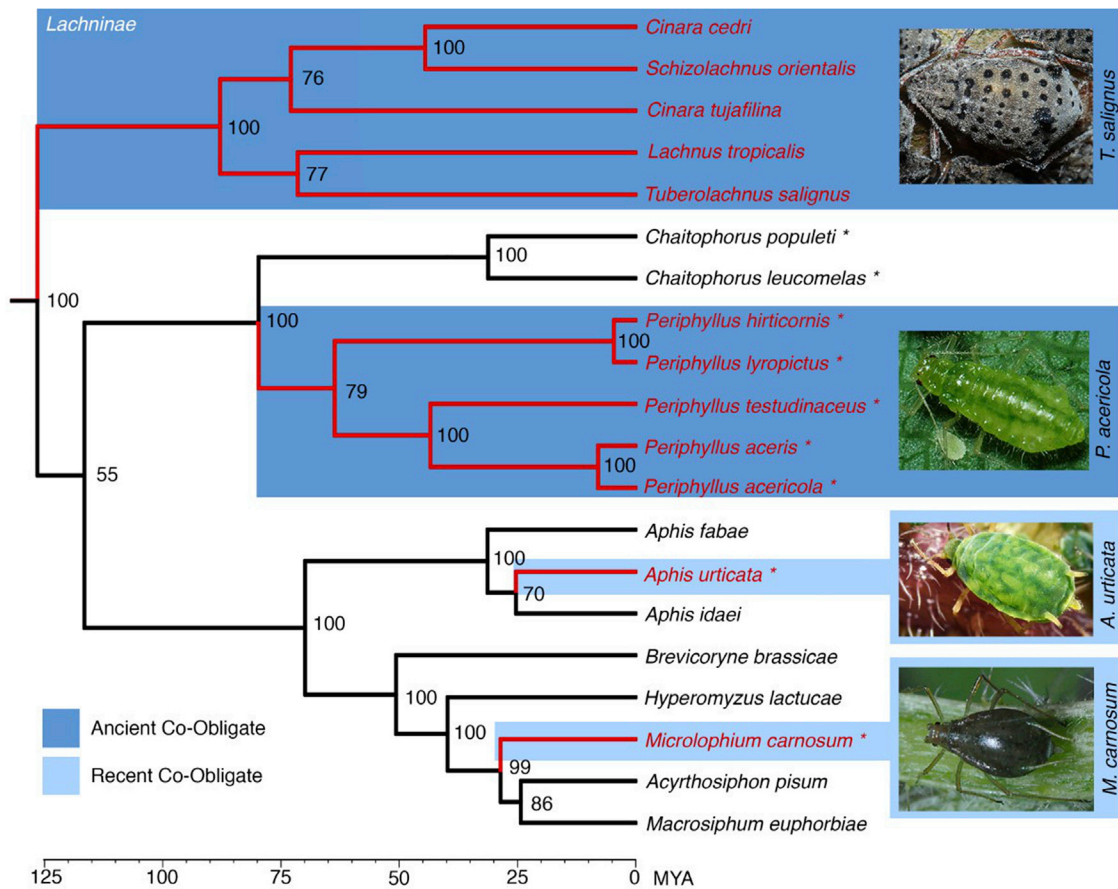 Lachninae
Cinara cedri
100
Schizolachnus orientalis
76
Cinara tujafilina
100
Lachnus tropicalis
77
Tuberolachnus salignus
T. salignus
Chaitophorus populeti *
100
Chaitophorus leucomelas *
100
100
Periphyllus hirticornis *
100
Periphyllus lyropictus *
79
Periphyllus testudinaceus *
100
Periphyllus aceris *
100
Periphyllus acericola *
P. acericola
55
Aphis fabae
100
Aphis urticata *
70
Aphis idaei
A. urticata
100
Brevicoryne brassicae
100
Hyperomyzus lactucae
100
Microlophium carnosum *
99
Acyrthosiphon pisum
86
Macrosiphum euphorbiae
M. carnosum
Ancient Co-Obligate
Recent Co-Obligate
125 100 75 50 25 0 MYA